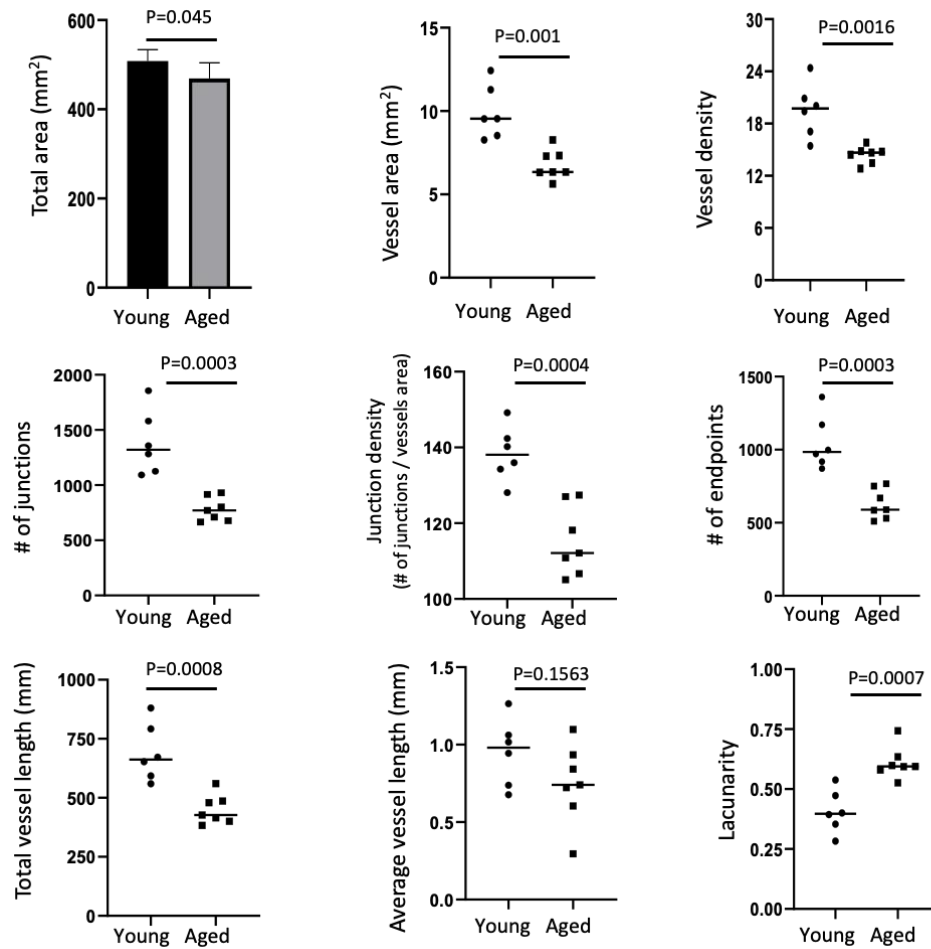 P=0.045
Total area (mm²)
600
400
200
0
Young Aged
P=0.001
Vessel area (mm²)
15
10
5
0
Young Aged
P=0.0016
Vessel density
30
24
18
12
6
0
Young Aged
P=0.0003
# of junctions
2000
1500
1000
500
0
Young Aged
P=0.0004
Junction density
(# of junctions / vessels area)
160
140
120
100
Young Aged
P=0.0003
# of endpoints
1500
1000
500
0
Young Aged
P=0.0008
Total vessel length (mm)
1000
750
500
250
0
Young Aged
P=0.1563
Average vessel length (mm)
1.5
1.0
0.5
0.0
Young Aged
P=0.0007
Lacunarity
1.00
0.75
0.50
0.25
0.00
Young Aged